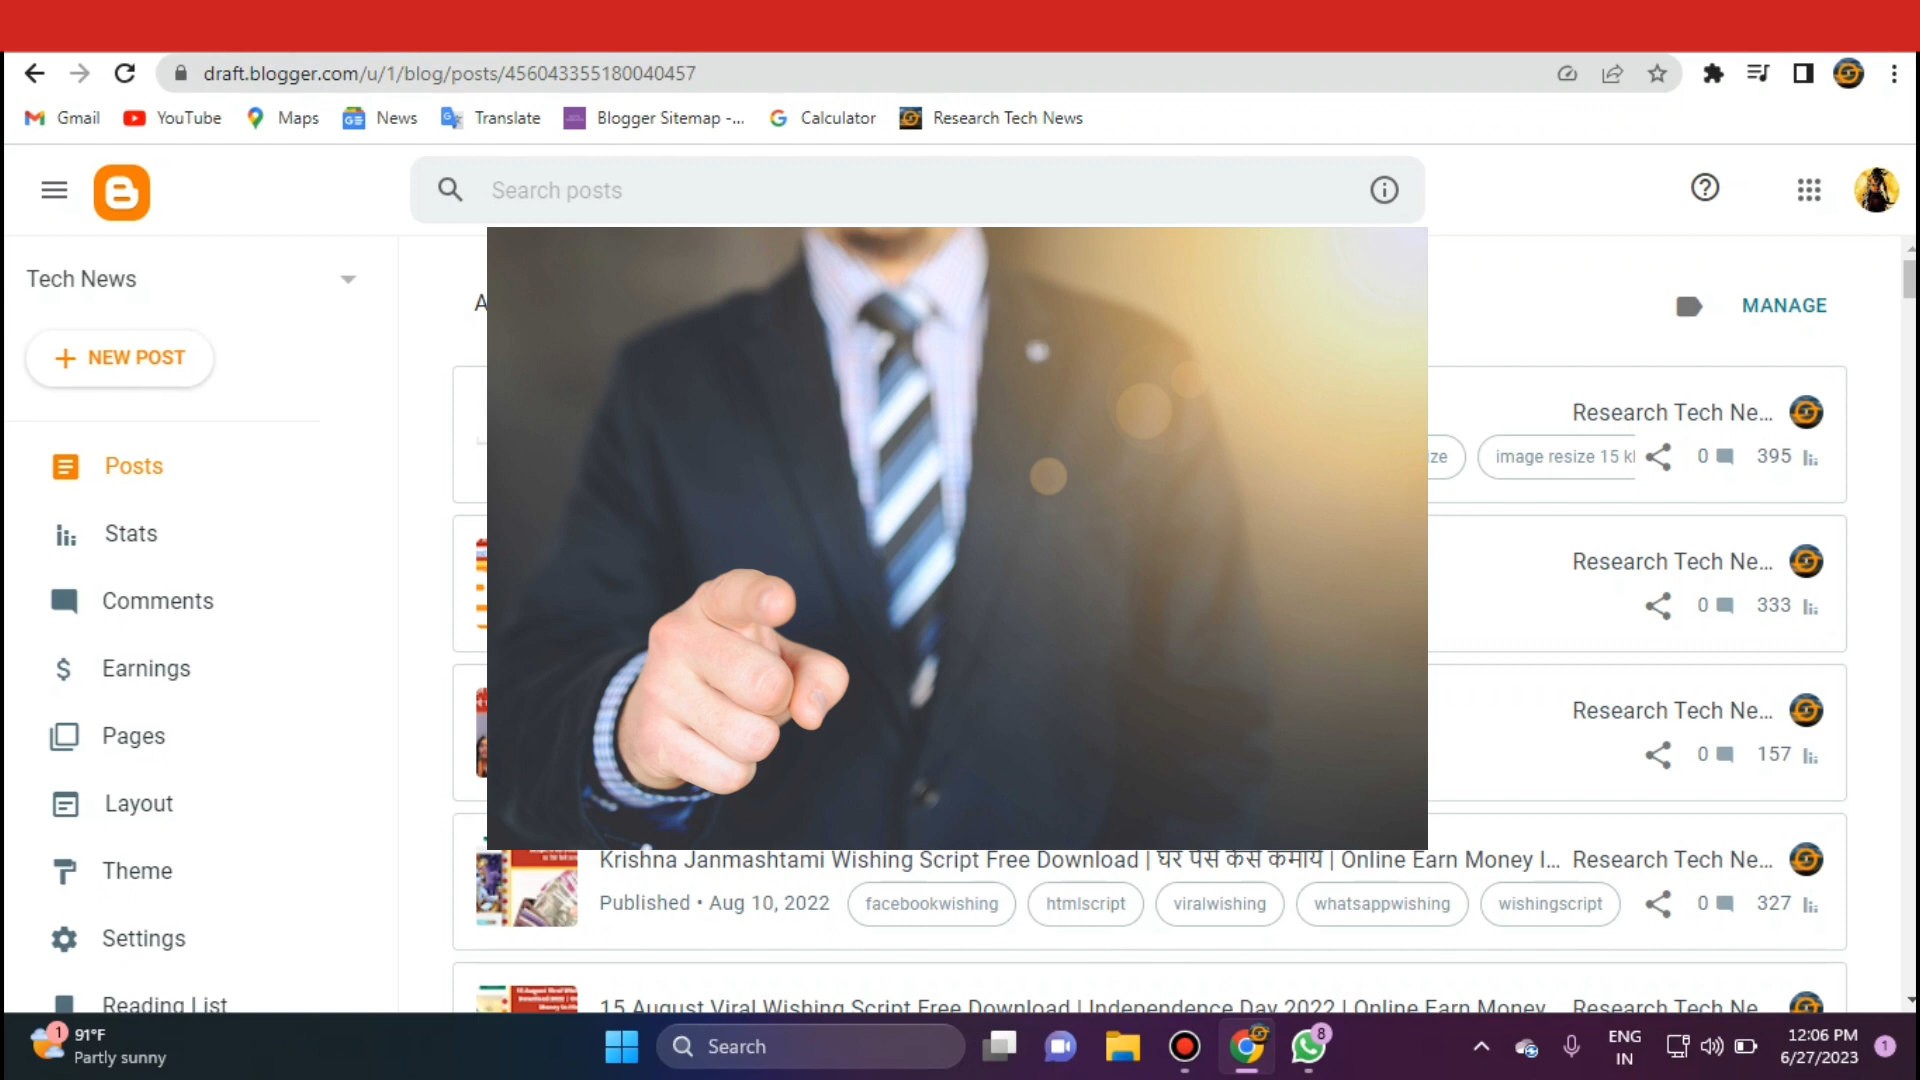 draft.blogger.com/u/1/blog/posts/456043355180040457
Gmail YouTube Maps News Translate Blogger Sitemap -... Calculator Research Tech News
Search posts
Tech News
A
MANAGE
NEW POST
Research Tech Ne...
ize image resize 15 k 0 395
Posts
Stats
Research Tech Ne...
Comments
0 333
Earnings
Research Tech Ne...
Pages
0 157
Layout
Krishna Janmashtami Wishing Script Free Download | घर पैसे कैसे कमाये | Online Earn Money I... Research Tech Ne...
Theme
Published • Aug 10, 2022 facebookwishing htmlscript viralwishing whatsappwishing wishingscript 0 327
Settings
Reading List
15 August Viral Wishing Script Free Download | Independence Day 2022 | Online Earn Money Research Tech Ne
1
91°F
Partly sunny
Search
8
ENG
IN
12:06 PM
6/27/2023
1